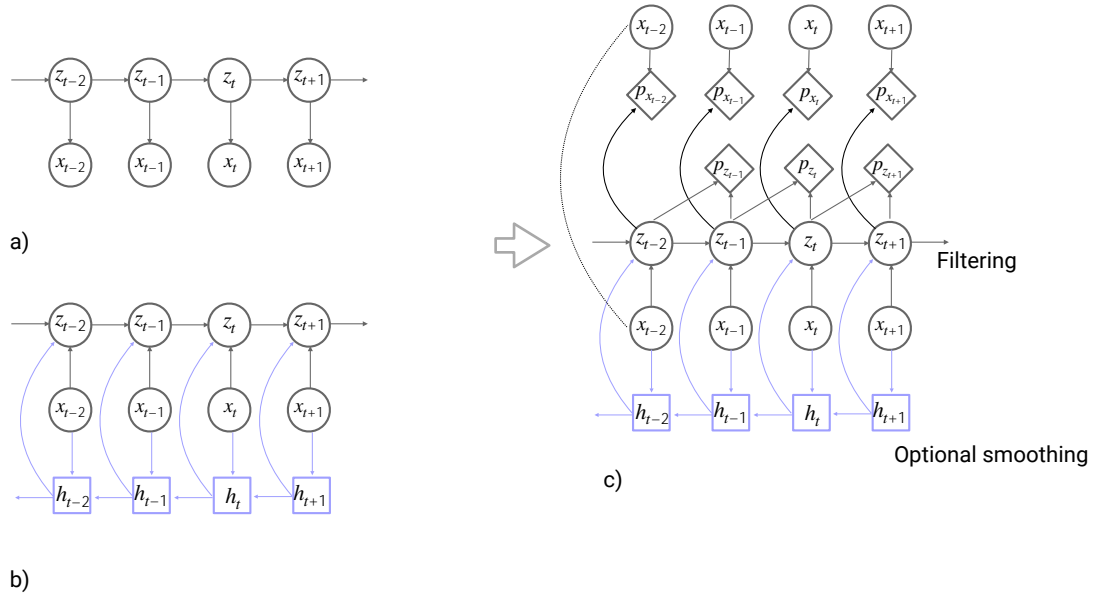 z_{t-2} z_{t-1} z_t z_{t+1}
x_{t-2} x_{t-1} x_t x_{t+1}
a)
z_{t-2} z_{t-1} z_t z_{t+1}
x_{t-2} x_{t-1} x_t x_{t+1}
h_{t-2} h_{t-1} h_t h_{t+1}
b)
x_{t-2} x_{t-1} x_t x_{t+1}
p_{x_{t-2}} p_{x_{t-1}} p_{x_t} p_{x_{t+1}}
p_{z_{t-1}} p_{z_t} p_{z_{t+1}}
z_{t-2} z_{t-1} z_t z_{t+1}
Filtering
x_{t-2} x_{t-1} x_t x_{t+1}
h_{t-2} h_{t-1} h_t h_{t+1}
Optional smoothing
c)